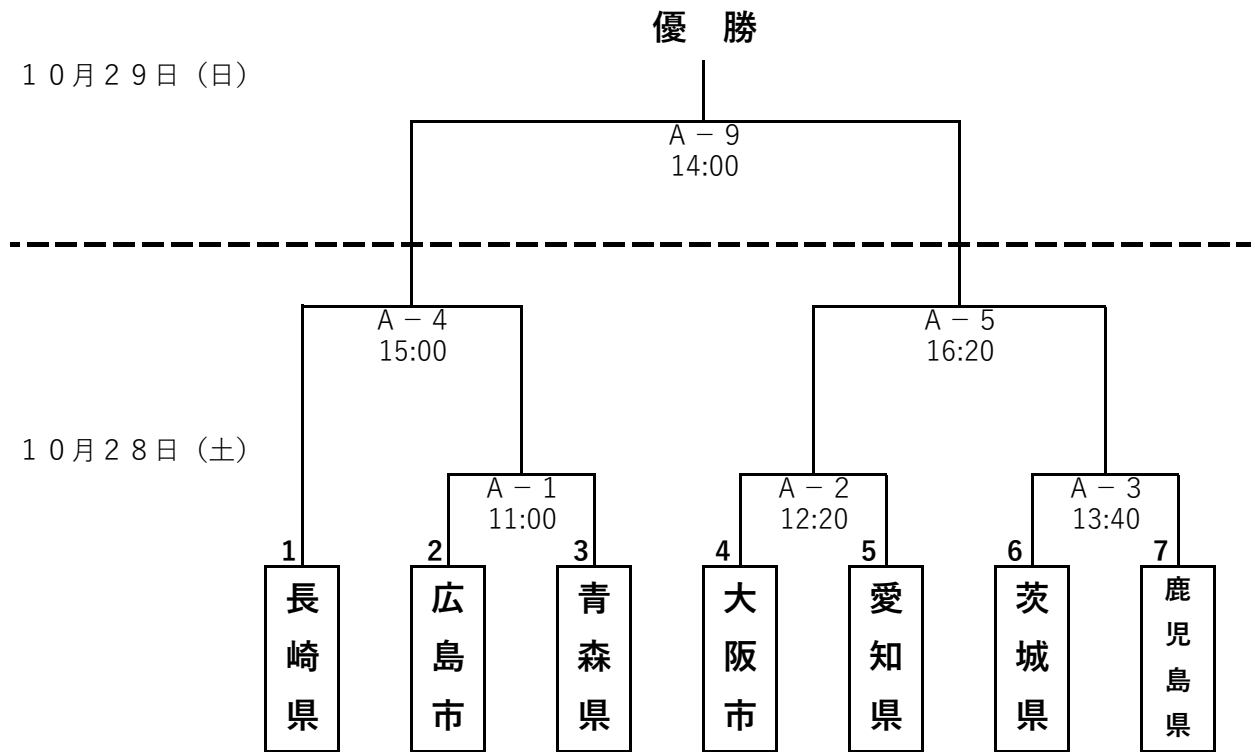 優　勝
１０月２９日（日）
Ａ－９
14:00
Ａ－４
15:00
Ａ－５
16:20
１０月２８日（土）
Ａ－１
11:00
Ａ－２
12:20
Ａ－３
13:40
1
2
3
4
5
6
7
長崎県
広島市
青森県
大阪市
愛知県
茨城県
鹿児島県